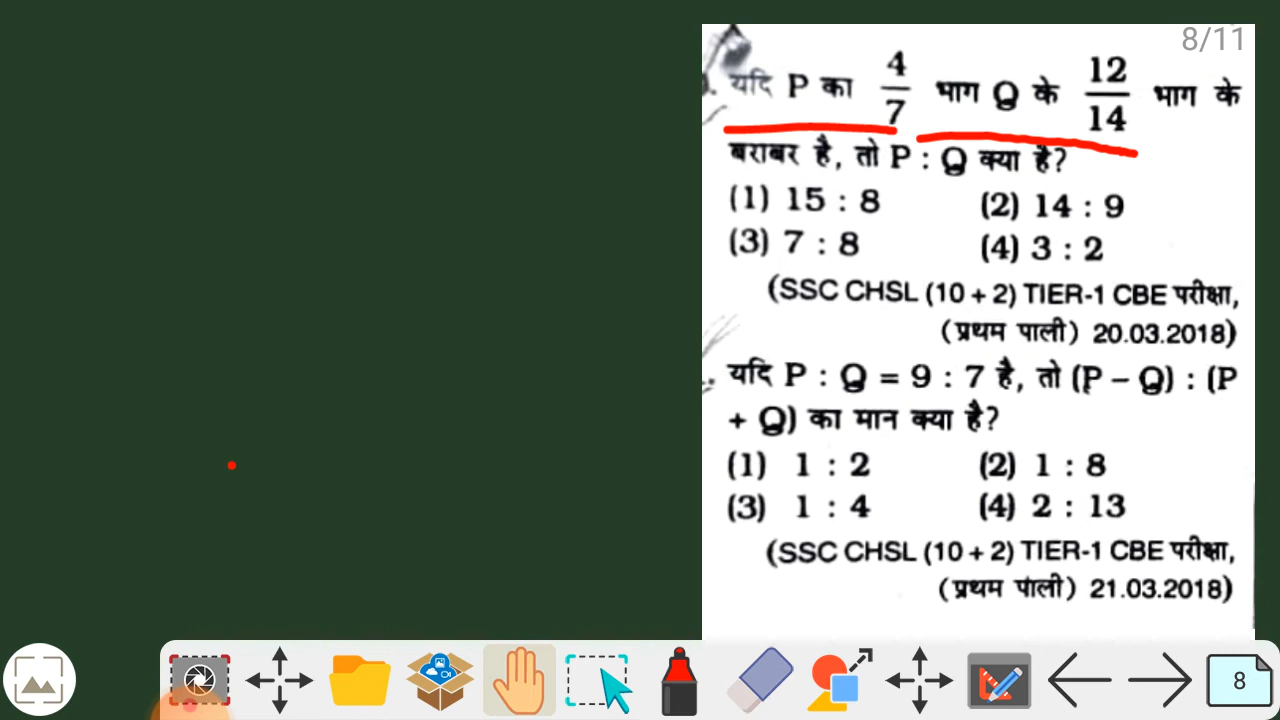 8/11
यदि P का 4/7 भाग Q के 12/14 भाग के
बराबर है, तो P : Q क्या है?
(1) 15 : 8 (2) 14 : 9
(3) 7 : 8 (4) 3 : 2
(SSC CHSL (10 + 2) TIER-1 CBE परीक्षा,
(प्रथम पाली) 20.03.2018)
यदि P : Q = 9 : 7 है, तो (P – Q) : (P
+ Q) का मान क्या है?
(1) 1 : 2 (2) 1 : 8
(3) 1 : 4 (4) 2 : 13
(SSC CHSL (10 + 2) TIER-1 CBE परीक्षा,
(प्रथम पाली) 21.03.2018)
8